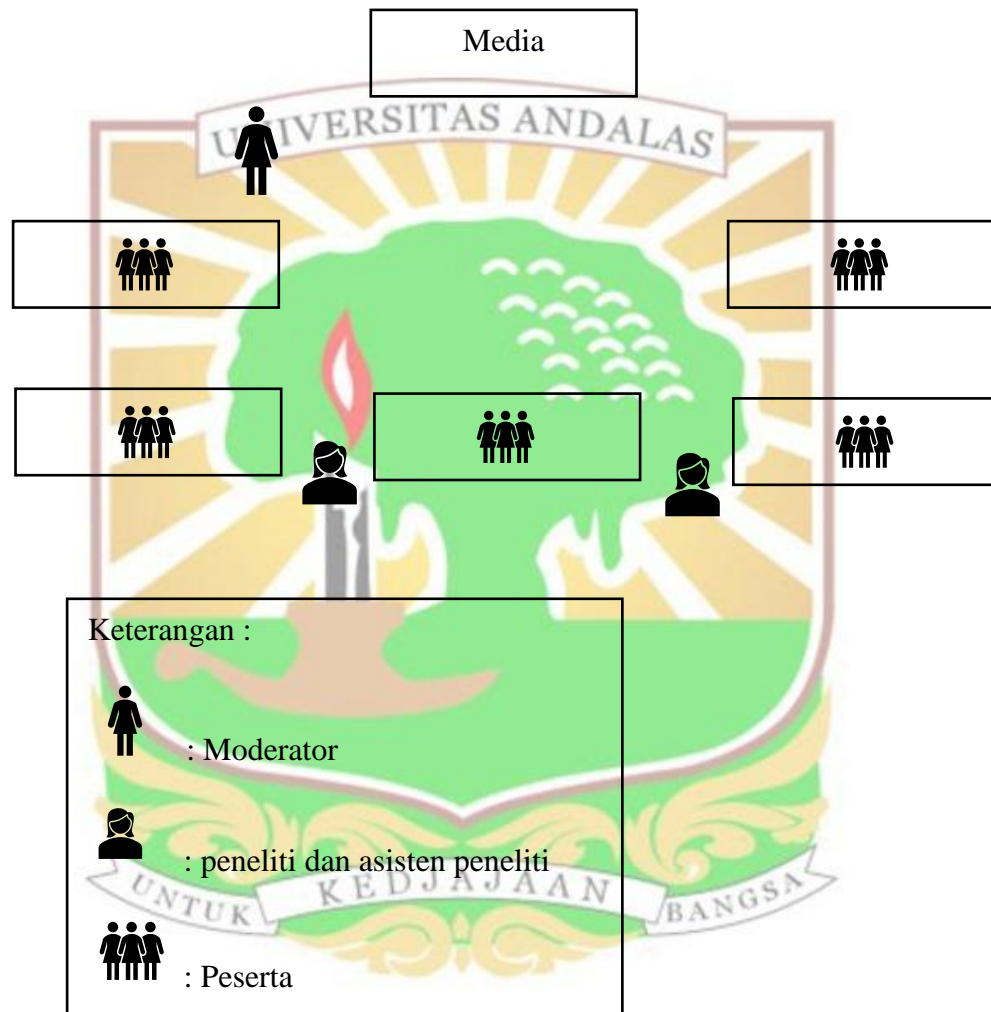 Media
UNIVERSITAS ANDALAS
Keterangan :
: Moderator
: peneliti dan asisten peneliti
UNTUK KEDJAJAAN BANGSA
: Peserta